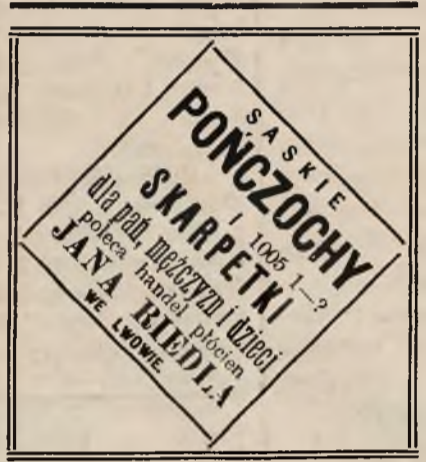 SASKIE
POŃCZOCHY
i 1005 1—?
SKARPETKI
dla pań, mężczyzn i dzieci
poleca handel płócien
JANA RIEDLA
WE LWOWIE.